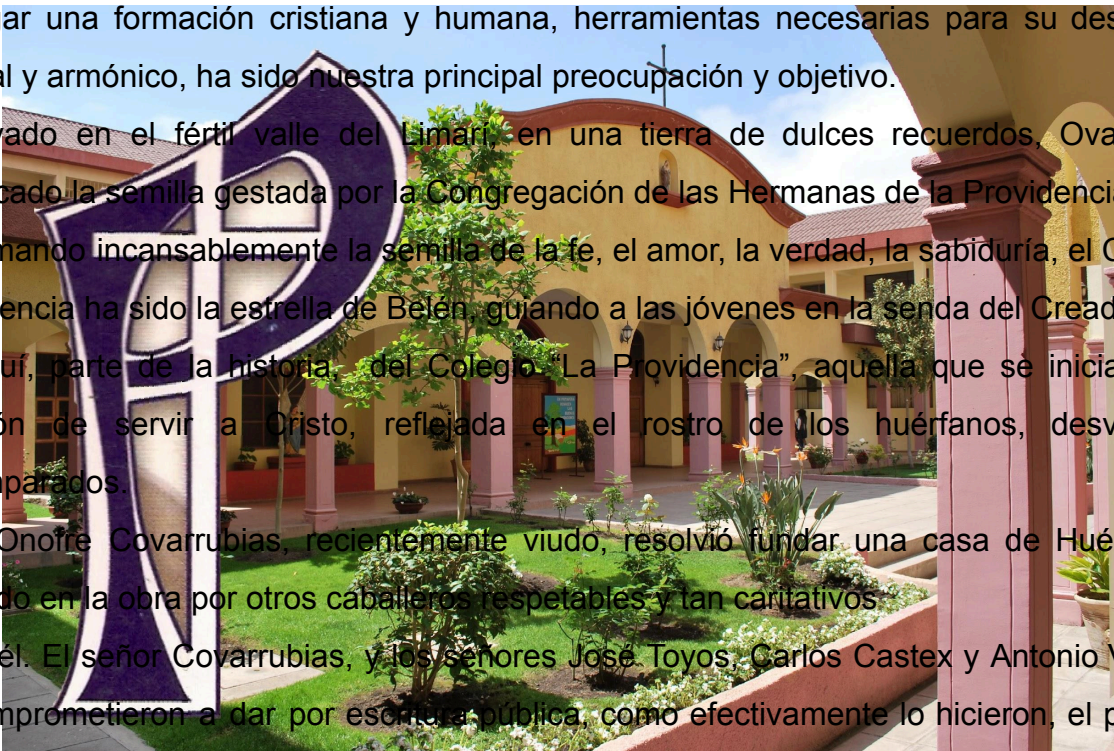 ar una formación cristiana y humana, herramientas necesarias para su des
l y armónico, ha sido nuestra principal preocupación y objetivo.
ado en el fértil valle del Limarí, en una tierra de dulces recuerdos, Ova
cado la semilla gestada por la Congregación de las Hermanas de la Providencia
mando incansablemente la semilla de la fe, el amor, la verdad, la sabiduría, el C
encia ha sido la estrella de Belén, guiando a las jóvenes en la senda del Cread
uí, parte de la historia, del Colegio “La Providencia”, aquella que se inicia
ón de servir a Cristo, reflejada en el rostro de los huérfanos, desv
parados.
Onofre Covarrubias, recientemente viudo, resolvió fundar una casa de Hué
do en la obra por otros caballeros respetables y tan caritativos
él. El señor Covarrubias, y los señores José Toyos, Carlos Castex y Antonio
mprometieron a dar por escritura pública, como efectivamente lo hicieron, el p